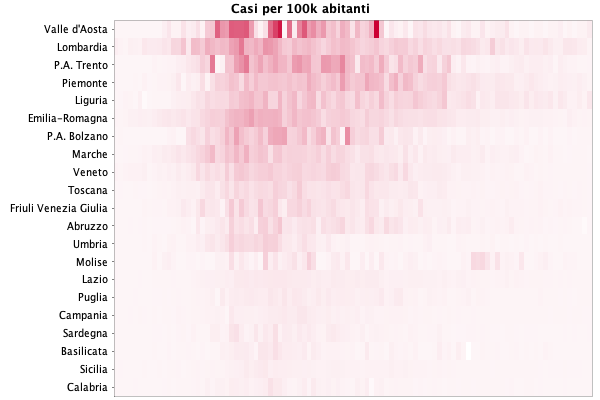 Casi per 100k abitanti
Valle d'Aosta
Lombardia
P.A. Trento
Piemonte
Liguria
Emilia-Romagna
P.A. Bolzano
Marche
Veneto
Toscana
Friuli Venezia Giulia
Abruzzo
Umbria
Molise
Lazio
Puglia
Campania
Sardegna
Basilicata
Sicilia
Calabria